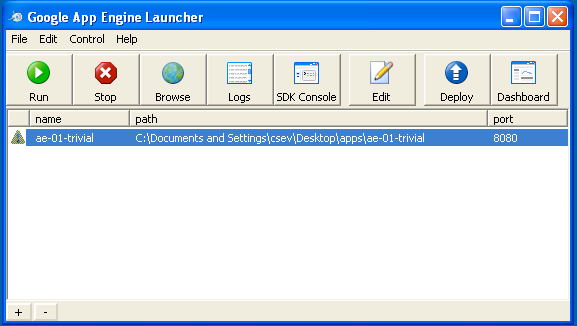 Google App Engine Launcher
File Edit Control Help
Run Stop Browse Logs SDK Console Edit Deploy Dashboard
name path port
ae-01-trivial C:\Documents and Settings\csev\Desktop\apps\ae-01-trivial 8080
+ -